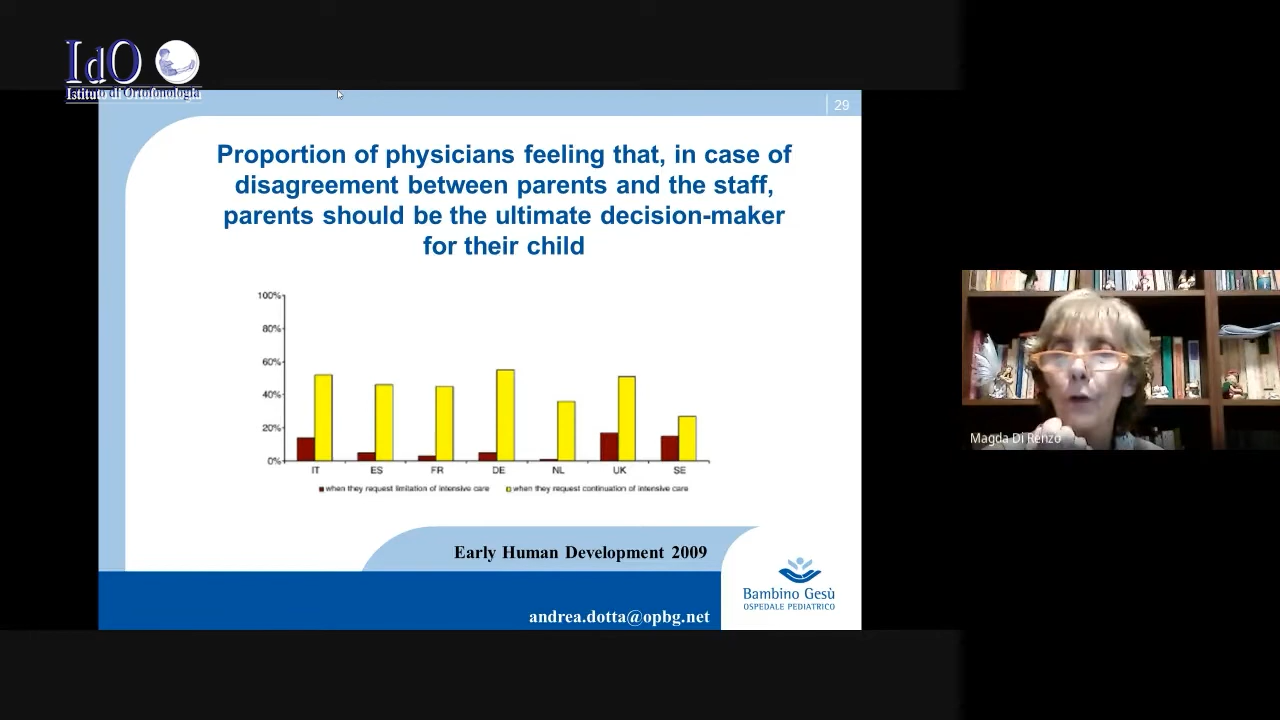 IdO
Istituto di Ortofonologia
29
Proportion of physicians feeling that, in case of
disagreement between parents and the staff,
parents should be the ultimate decision-maker
for their child
100%
80%
60%
40%
20%
0%
IT ES FR DE NL UK SE
when they request limitation of intensive care when they request continuation of intensive care
Early Human Development 2009
Bambino Gesù
OSPEDALE PEDIATRICO
andrea.dotta@opbg.net
Magda Di Renzo